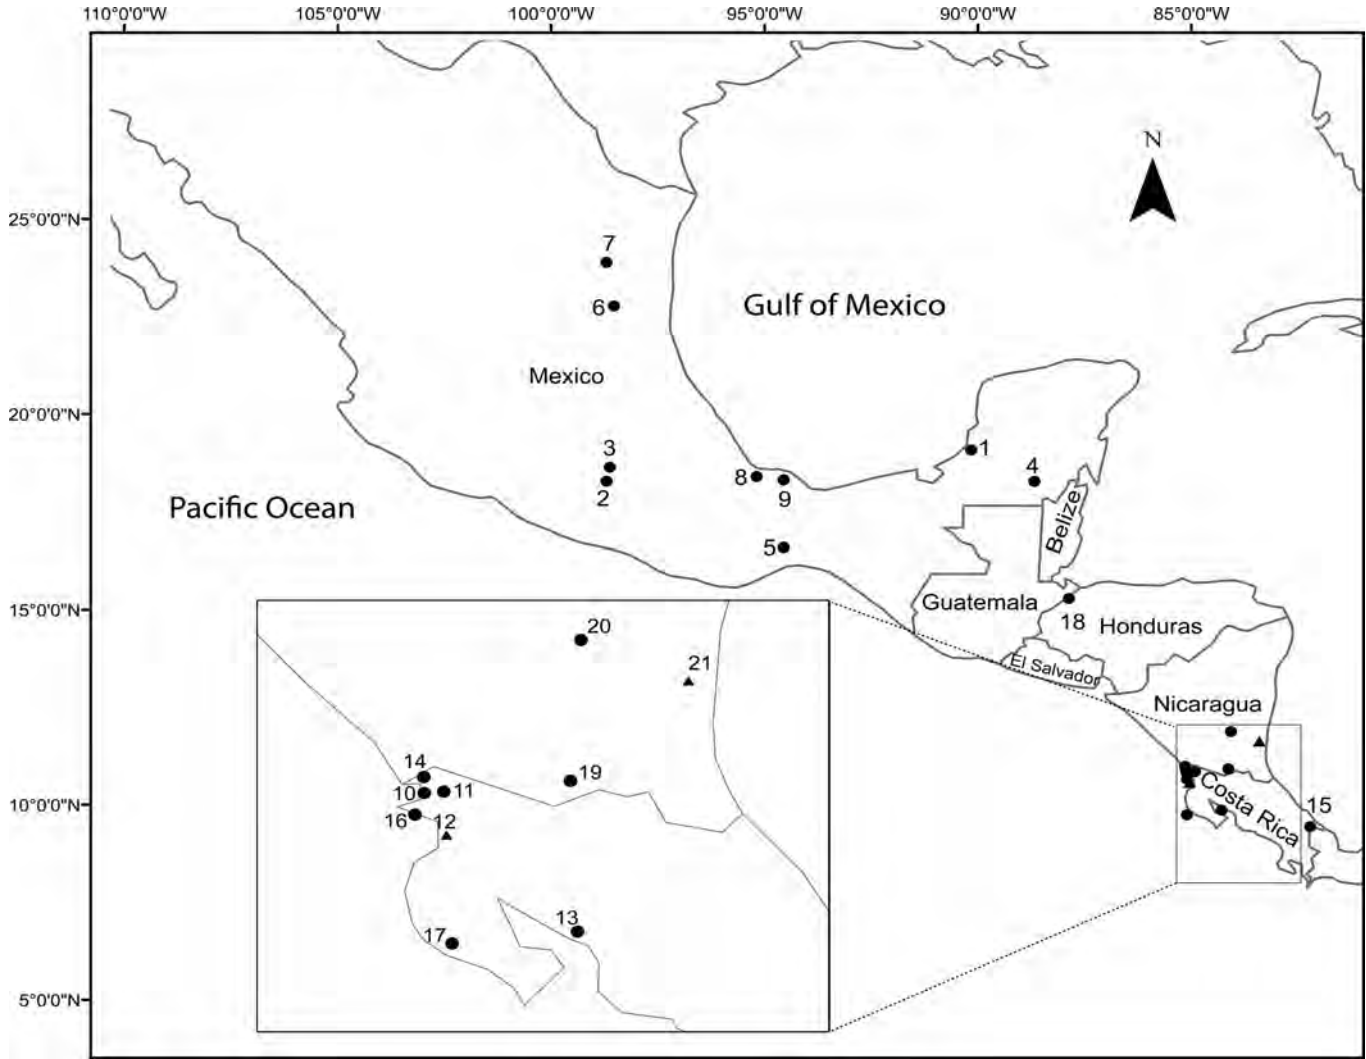 110°0'0"W 105°0'0"W 100°0'0"W 95°0'0"W 90°0'0"W 85°0'0"W
N
25°0'0"N
7
6
Gulf of Mexico
Mexico
20°0'0"N
3
2
8
9
1
4
Pacific Ocean
5
Belize
15°0'0"N
Guatemala
18
Honduras
El Salvador
Nicaragua
20
21
14
10
11
19
16
12
17
13
Costa Rica
15
10°0'0"N
5°0'0"N